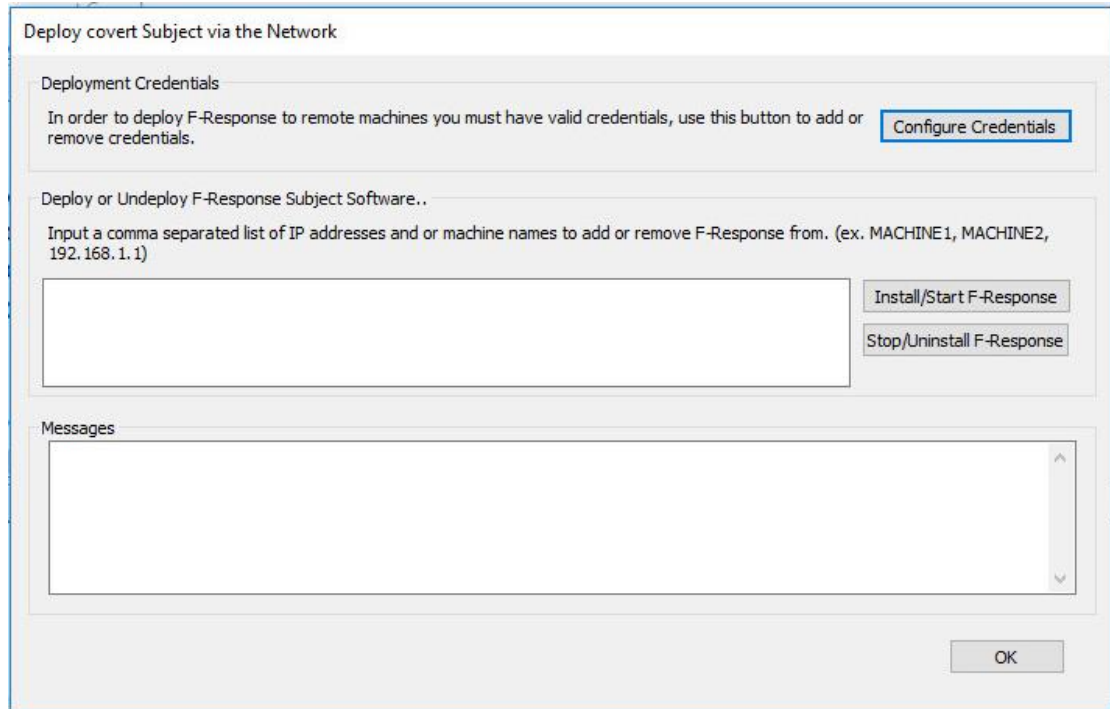 Deploy covert Subject via the Network
Deployment Credentials
In order to deploy F-Response to remote machines you must have valid credentials, use this button to add or
remove credentials.
Configure Credentials
Deploy or Undeploy F-Response Subject Software..
Input a comma separated list of IP addresses and or machine names to add or remove F-Response from. (ex. MACHINE1, MACHINE2,
192.168.1.1)
Install/Start F-Response
Stop/Uninstall F-Response
Messages
OK